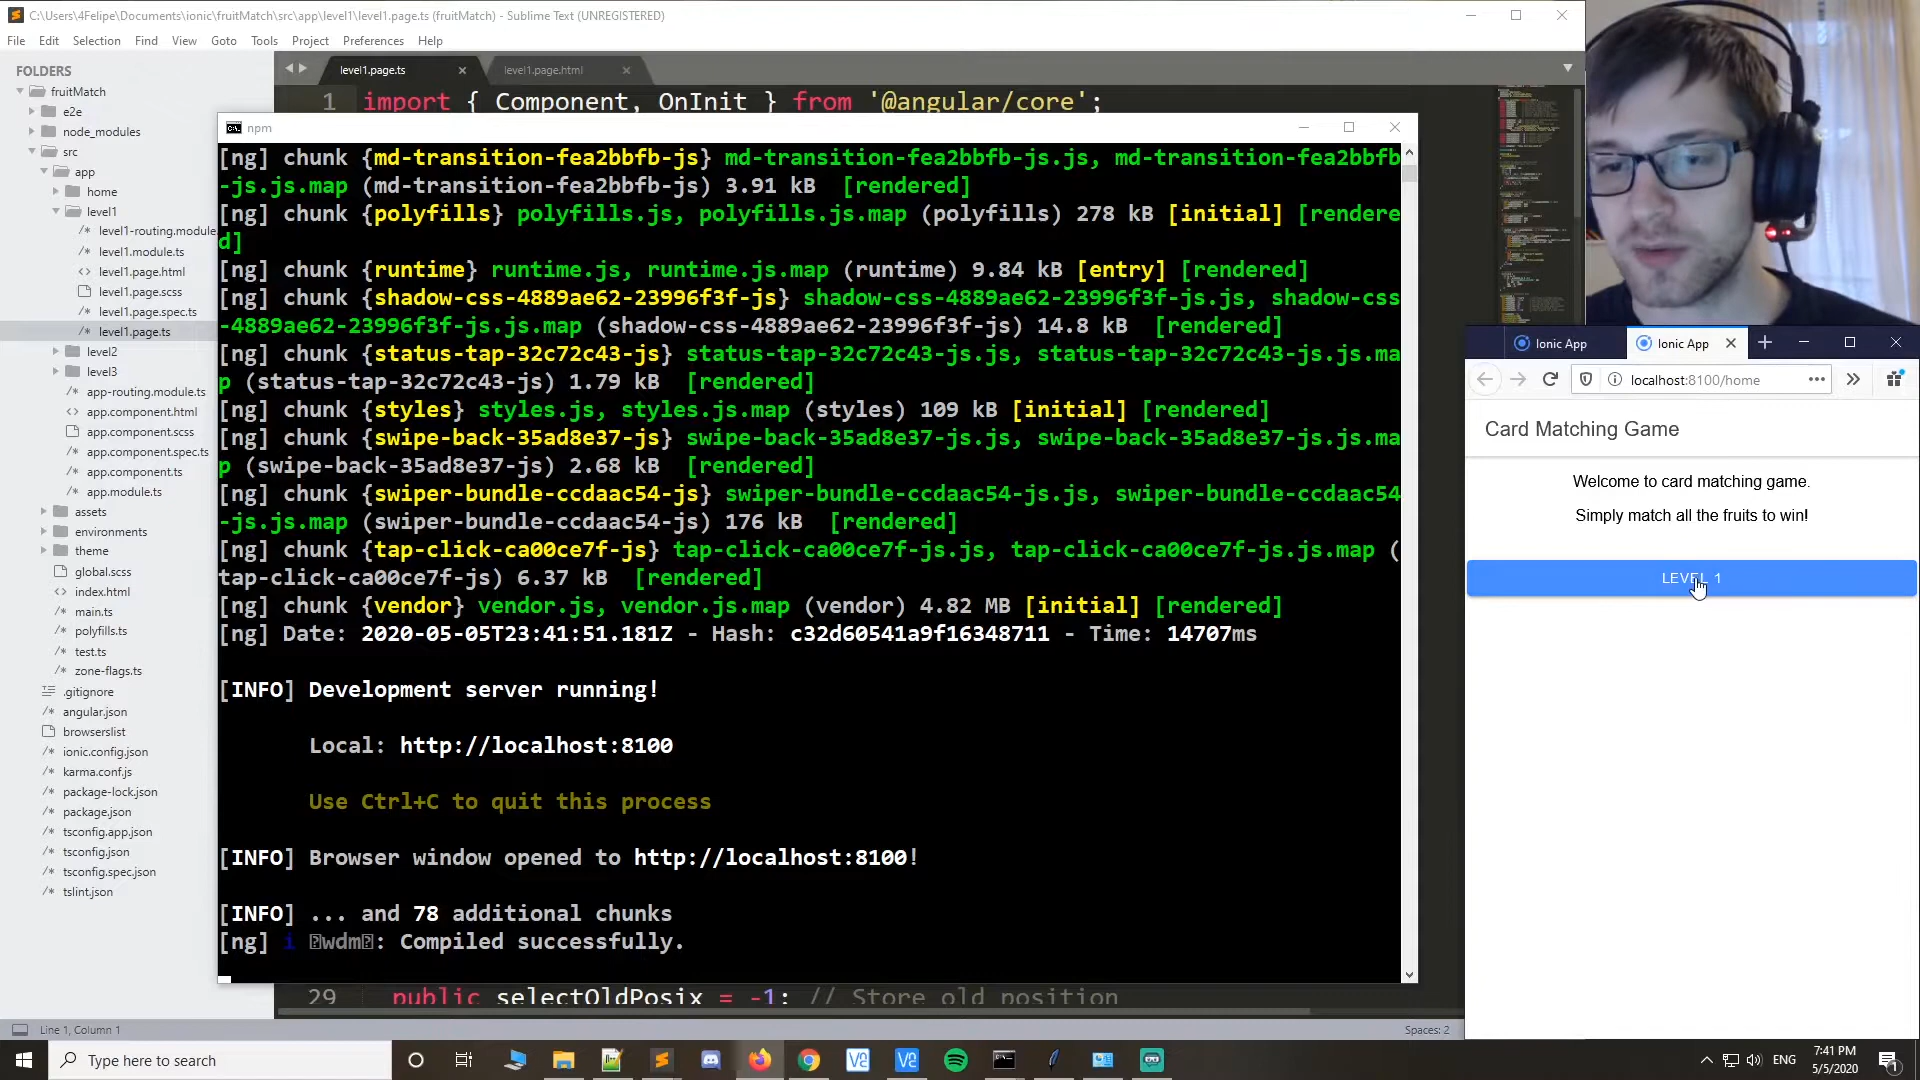 C:\Users\4Felipe\Documents\ionic\fruitMatch\src\app\level1\level1.page.ts (fruitMatch) - Sublime Text (UNREGISTERED)
File Edit Selection Find View Goto Tools Project Preferences Help
FOLDERS
fruitMatch
e2e
node_modules
src
app
home
level1
level1-routing.module
level1.module.ts
level1.page.html
level1.page.scss
level1.page.spec.ts
level1.page.ts
level2
level3
app-routing.module.ts
app.component.html
app.component.scss
app.component.spec.ts
app.component.ts
app.module.ts
assets
environments
theme
global.scss
index.html
main.ts
polyfills.ts
test.ts
zone-flags.ts
.gitignore
angular.json
browserslist
ionic.config.json
karma.conf.js
package-lock.json
package.json
tsconfig.app.json
tsconfig.json
tsconfig.spec.json
tslint.json
level1.page.ts level1.page.html
1 import { Component, OnInit } from '@angular/core';
npm
[ng] chunk {md-transition-fea2bbfb-js} md-transition-fea2bbfb-js.js, md-transition-fea2bbfb
-js.js.map (md-transition-fea2bbfb-js) 3.91 kB [rendered]
[ng] chunk {polyfills} polyfills.js, polyfills.js.map (polyfills) 278 kB [initial] [rendere
d]
[ng] chunk {runtime} runtime.js, runtime.js.map (runtime) 9.84 kB [entry] [rendered]
[ng] chunk {shadow-css-4889ae62-23996f3f-js} shadow-css-4889ae62-23996f3f-js.js, shadow-css
-4889ae62-23996f3f-js.js.map (shadow-css-4889ae62-23996f3f-js) 14.8 kB [rendered]
[ng] chunk {status-tap-32c72c43-js} status-tap-32c72c43-js.js, status-tap-32c72c43-js.js.ma
p (status-tap-32c72c43-js) 1.79 kB [rendered]
[ng] chunk {styles} styles.js, styles.js.map (styles) 109 kB [initial] [rendered]
[ng] chunk {swipe-back-35ad8e37-js} swipe-back-35ad8e37-js.js, swipe-back-35ad8e37-js.js.ma
p (swipe-back-35ad8e37-js) 2.68 kB [rendered]
[ng] chunk {swiper-bundle-ccdaac54-js} swiper-bundle-ccdaac54-js.js, swiper-bundle-ccdaac54
-js.js.map (swiper-bundle-ccdaac54-js) 176 kB [rendered]
[ng] chunk {tap-click-ca00ce7f-js} tap-click-ca00ce7f-js.js, tap-click-ca00ce7f-js.js.map (
tap-click-ca00ce7f-js) 6.37 kB [rendered]
[ng] chunk {vendor} vendor.js, vendor.js.map (vendor) 4.82 MB [initial] [rendered]
[ng] Date: 2020-05-05T23:41:51.181Z - Hash: c32d60541a9f16348711 - Time: 14707ms
[INFO] Development server running!
Local: http://localhost:8100
Use Ctrl+C to quit this process
[INFO] Browser window opened to http://localhost:8100!
[INFO] ... and 78 additional chunks
[ng] i wdm: Compiled successfully.
29 public selectOldPosix = -1; // Store old position
Line 1, Column 1
Spaces: 2
Ionic App Ionic App
localhost:8100/home
Card Matching Game
Welcome to card matching game.
Simply match all the fruits to win!
LEVEL 1
Type here to search
ENG
7:41 PM
5/5/2020